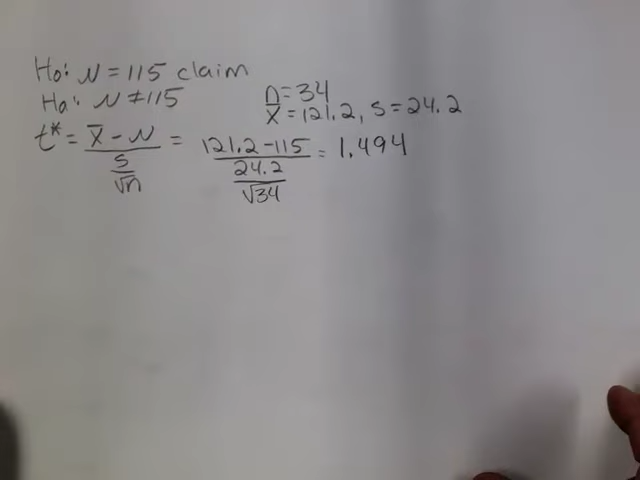 Ho: μ = 115 claim
Ha: μ ≠ 115
n = 34
x̄ = 121.2, s = 24.2
t* = x̄ - μ / s/√n = 121.2 - 115 / 24.2/√34 = 1.494